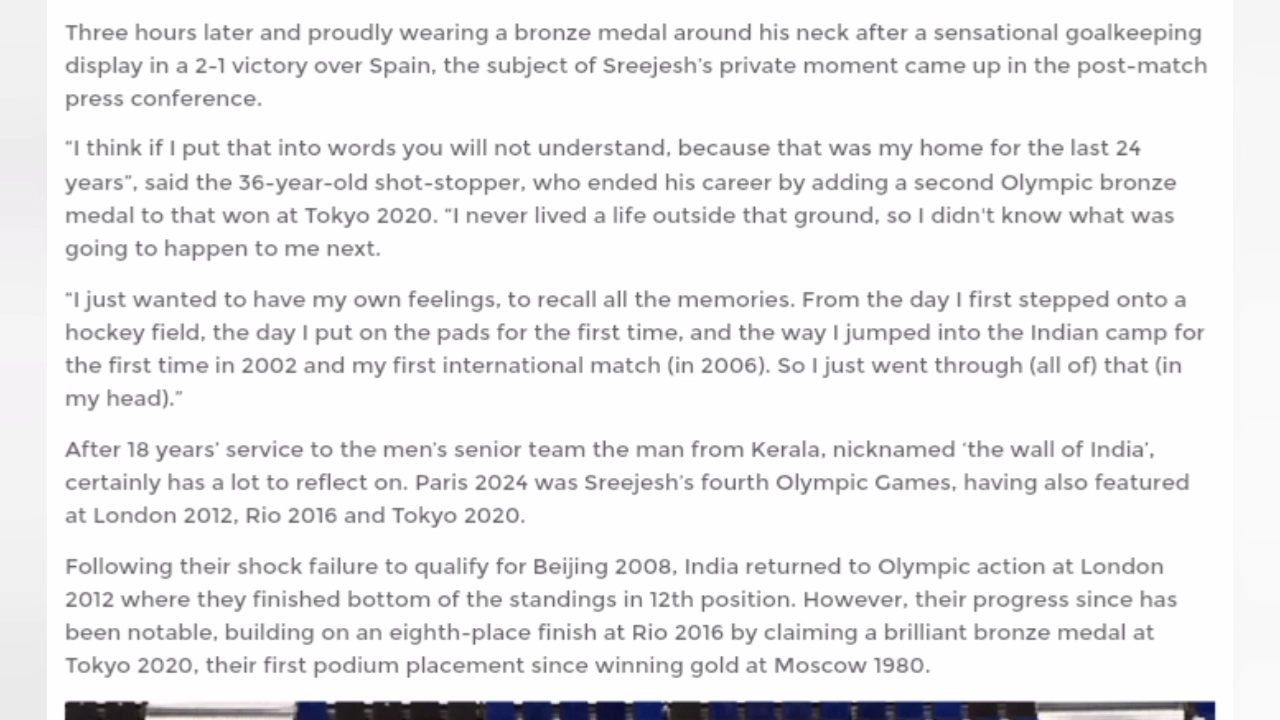 Three hours later and proudly wearing a bronze medal around his neck after a sensational goalkeeping
display in a 2-1 victory over Spain, the subject of Sreejesh's private moment came up in the post-match
press conference.
“I think if I put that into words you will not understand, because that was my home for the last 24
years”, said the 36-year-old shot-stopper, who ended his career by adding a second Olympic bronze
medal to that won at Tokyo 2020. “I never lived a life outside that ground, so I didn't know what was
going to happen to me next.
“I just wanted to have my own feelings, to recall all the memories. From the day I first stepped onto a
hockey field, the day I put on the pads for the first time, and the way I jumped into the Indian camp for
the first time in 2002 and my first international match (in 2006). So I just went through (all of) that (in
my head).”
After 18 years’ service to the men’s senior team the man from Kerala, nicknamed ‘the wall of India’,
certainly has a lot to reflect on. Paris 2024 was Sreejesh’s fourth Olympic Games, having also featured
at London 2012, Rio 2016 and Tokyo 2020.
Following their shock failure to qualify for Beijing 2008, India returned to Olympic action at London
2012 where they finished bottom of the standings in 12th position. However, their progress since has
been notable, building on an eighth-place finish at Rio 2016 by claiming a brilliant bronze medal at
Tokyo 2020, their first podium placement since winning gold at Moscow 1980.